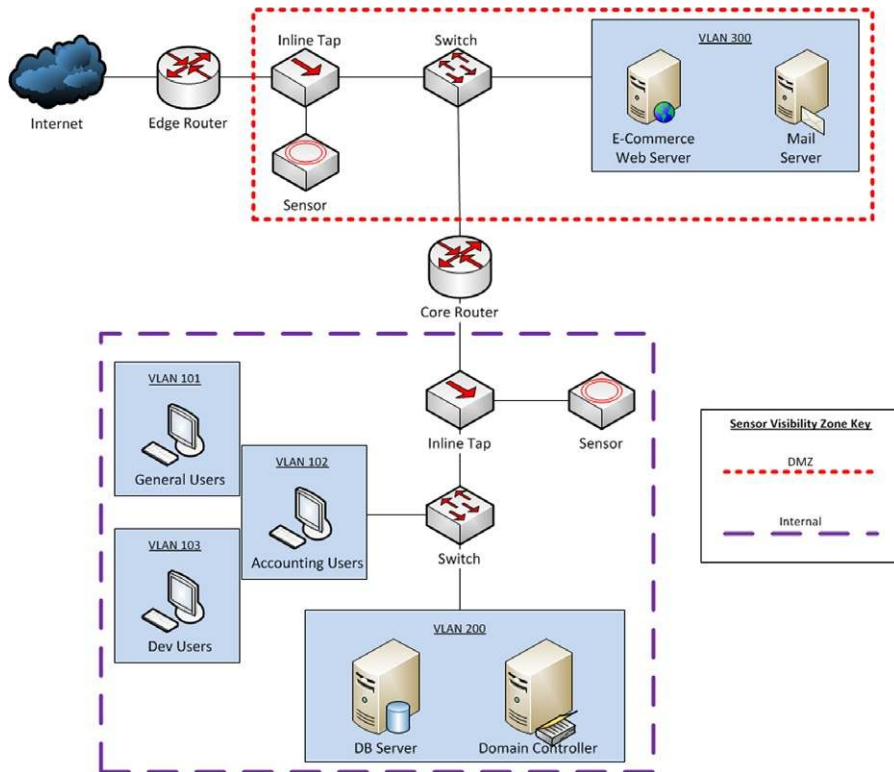 Inline Tap
Switch
VLAN 300
Internet
Edge Router
Sensor
E-Commerce
Web Server
Mail
Server
Core Router
VLAN 101
General Users
VLAN 102
Accounting Users
VLAN 103
Dev Users
Inline Tap
Sensor
Switch
VLAN 200
DB Server
Domain Controller
Sensor Visibility Zone Key
DMZ
Internal